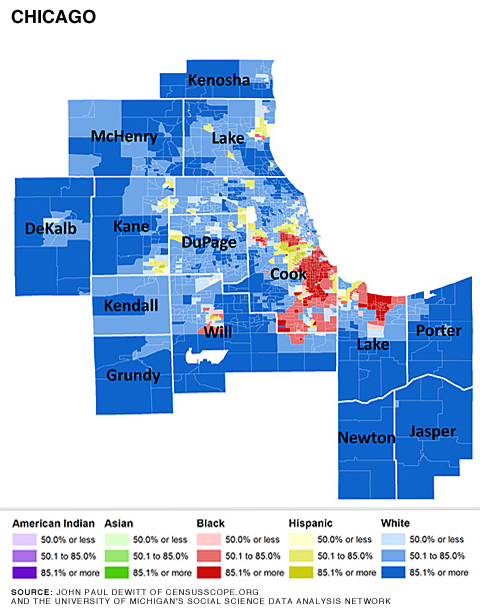 CHICAGO
Kenosha
McHenry
Lake
DeKalb
Kane
DuPage
Cook
Kendall
Will
Lake
Porter
Grundy
Newton
Jasper
American Indian Asian Black Hispanic White
50.0% or less 50.0% or less 50.0% or less 50.0% or less 50.0% or less
50.1 to 85.0% 50.1 to 85.0% 50.1 to 85.0% 50.1 to 85.0% 50.1 to 85.0%
85.1% or more 85.1% or more 85.1% or more 85.1% or more 85.1% or more
SOURCE: JOHN PAUL DEWITT OF CENSUSSCOPE.ORG
AND THE UNIVERSITY OF MICHIGAN'S SOCIAL SCIENCE DATA ANALYSIS NETWORK